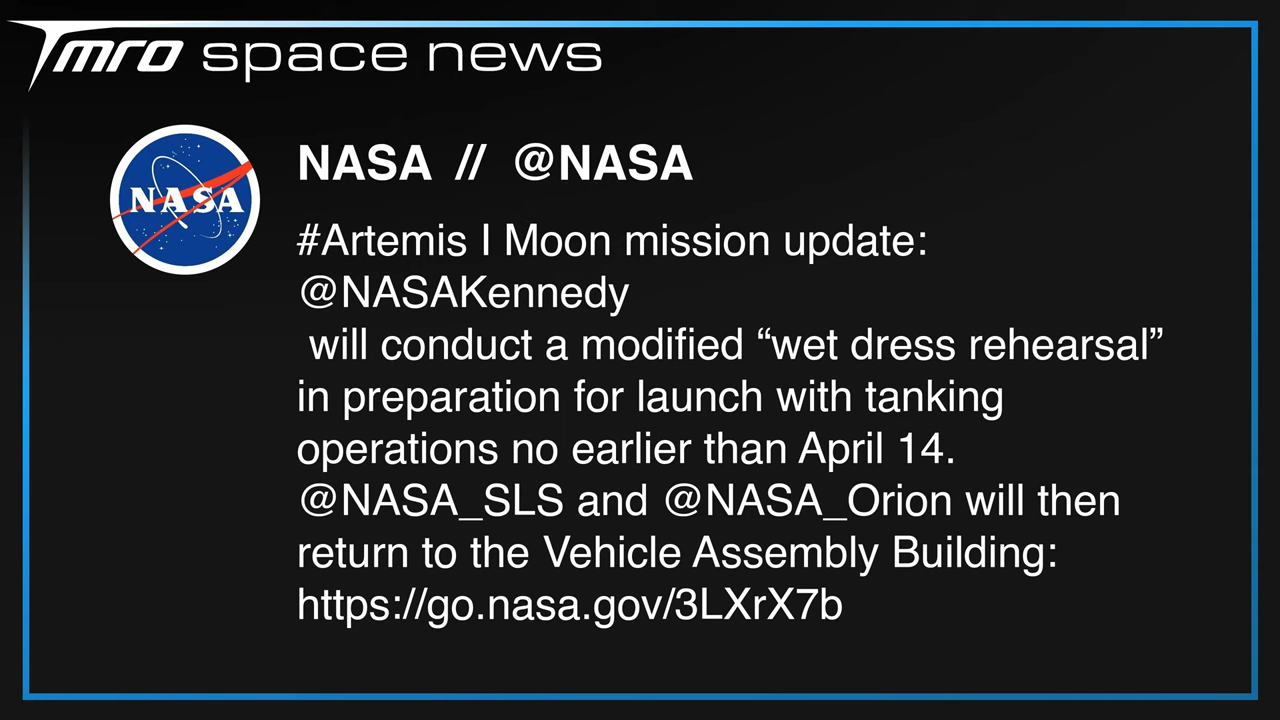 Tmro space news
NASA
NASA // @NASA
#Artemis I Moon mission update:
@NASAKennedy
will conduct a modified “wet dress rehearsal”
in preparation for launch with tanking
operations no earlier than April 14.
@NASA_SLS and @NASA_Orion will then
return to the Vehicle Assembly Building:
https://go.nasa.gov/3LXrX7b